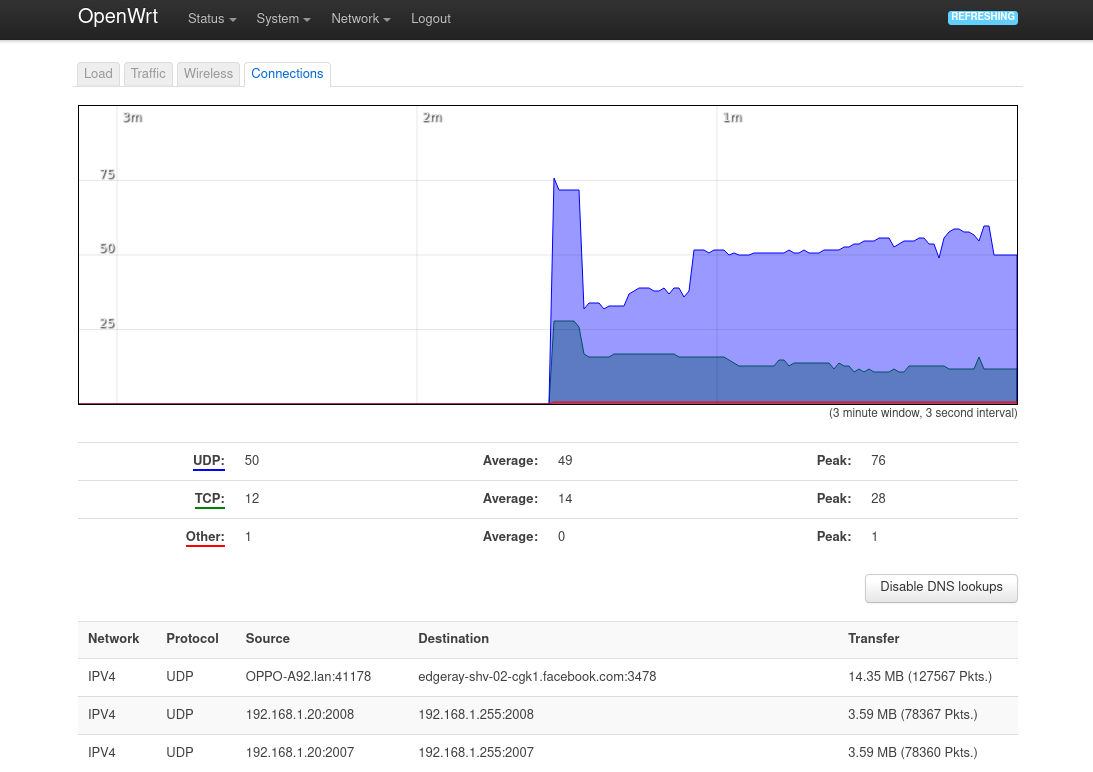 OpenWrt Status System Network Logout REFRESHING
Load Traffic Wireless Connections
3m 2m 1m
75
50
25
(3 minute window, 3 second interval)
UDP: 50 Average: 49 Peak: 76
TCP: 12 Average: 14 Peak: 28
Other: 1 Average: 0 Peak: 1
Disable DNS lookups
Network Protocol Source Destination Transfer
IPV4 UDP OPPO-A92.lan:41178 edgeray-shv-02-cgk1.facebook.com:3478 14.35 MB (127567 Pkts.)
IPV4 UDP 192.168.1.20:2008 192.168.1.255:2008 3.59 MB (78367 Pkts.)
IPV4 UDP 192.168.1.20:2007 192.168.1.255:2007 3.59 MB (78360 Pkts.)